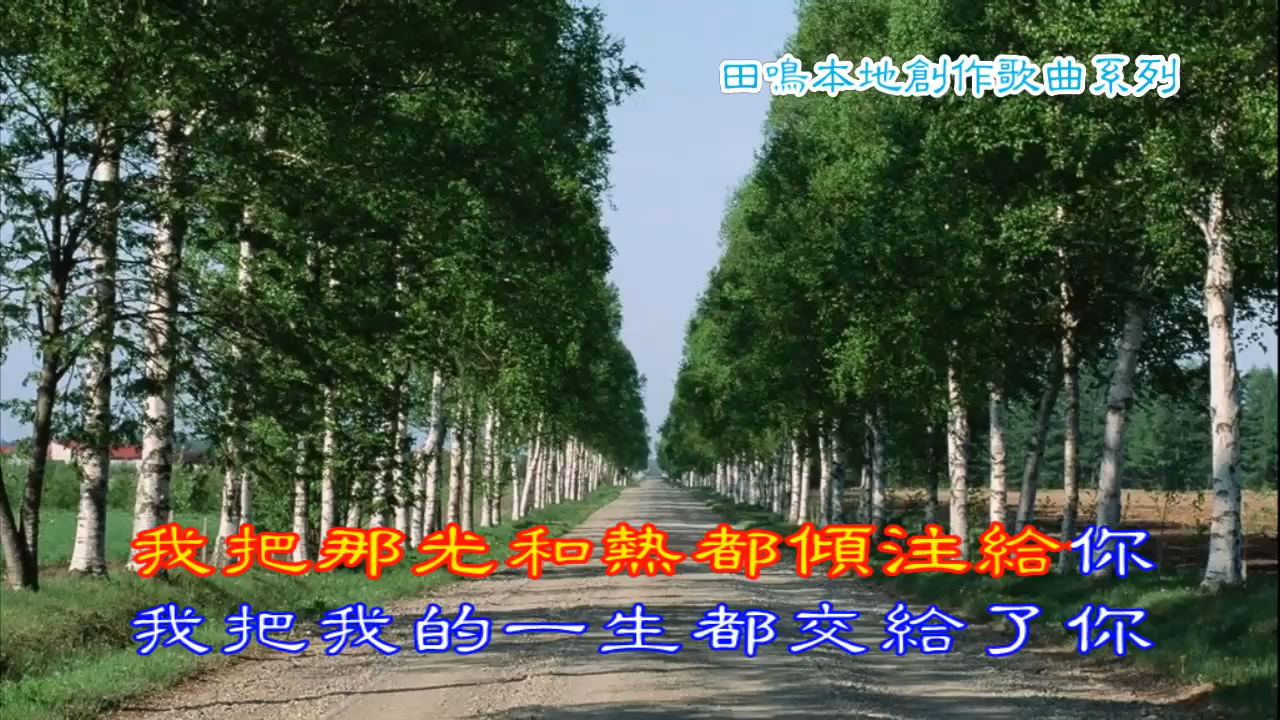 田鳴本地創作歌曲系列
我把那光和熱都傾注給你
我把我的一生都交給了你